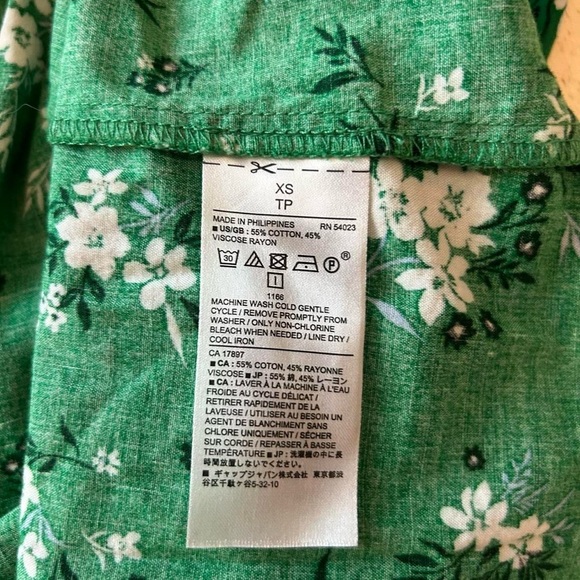 XS
TP
MADE IN PHILIPPINES RN 54023
■ US/GB : 55% COTTON, 45%
VISCOSE RAYON
30 P ®
1166
MACHINE WASH COLD GENTLE
CYCLE / REMOVE PROMPTLY FROM
WASHER / ONLY NON-CHLORINE
BLEACH WHEN NEEDED / LINE DRY /
COOL IRON
CA 17897
■ CA : 55% COTON, 45% RAYONNE
VISCOSE ■ JP : 55% 綿, 45% レーヨン
■ CA : LAVER À LA MACHINE À L'EAU
FROIDE AU CYCLE DÉLICAT /
RETIRER RAPIDEMENT DE LA
LAVEUSE / UTILISER AU BESOIN UN
AGENT DE BLANCHIMENT SANS
CHLORE UNIQUEMENT / SÉCHER
SUR CORDE / REPASSER À BASSE
TEMPÉRATURE ■ JP : 洗濯機の中に長
時間放置しないでください
■ ギャップジャパン株式会社 東京都渋
谷区千駄ヶ谷5-32-10